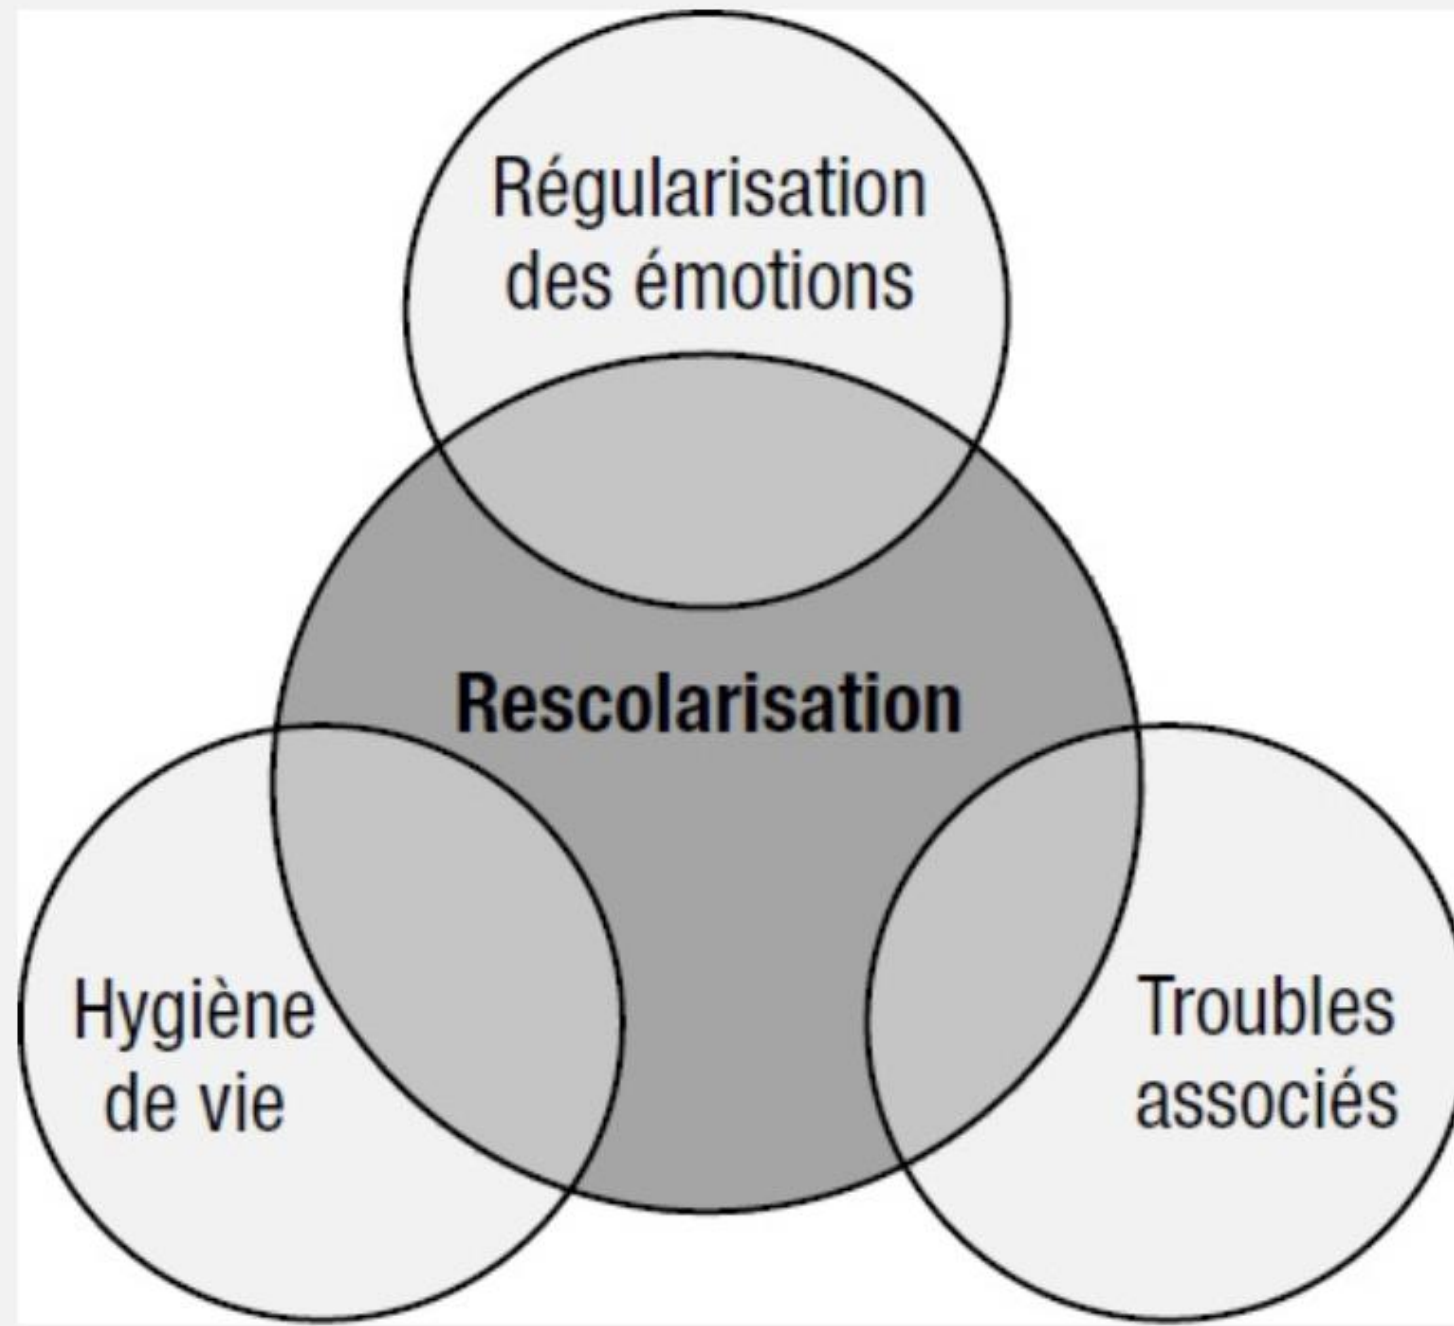 Régularisation
des émotions
Rescolarisation
Hygiène
de vie
Troubles
associés